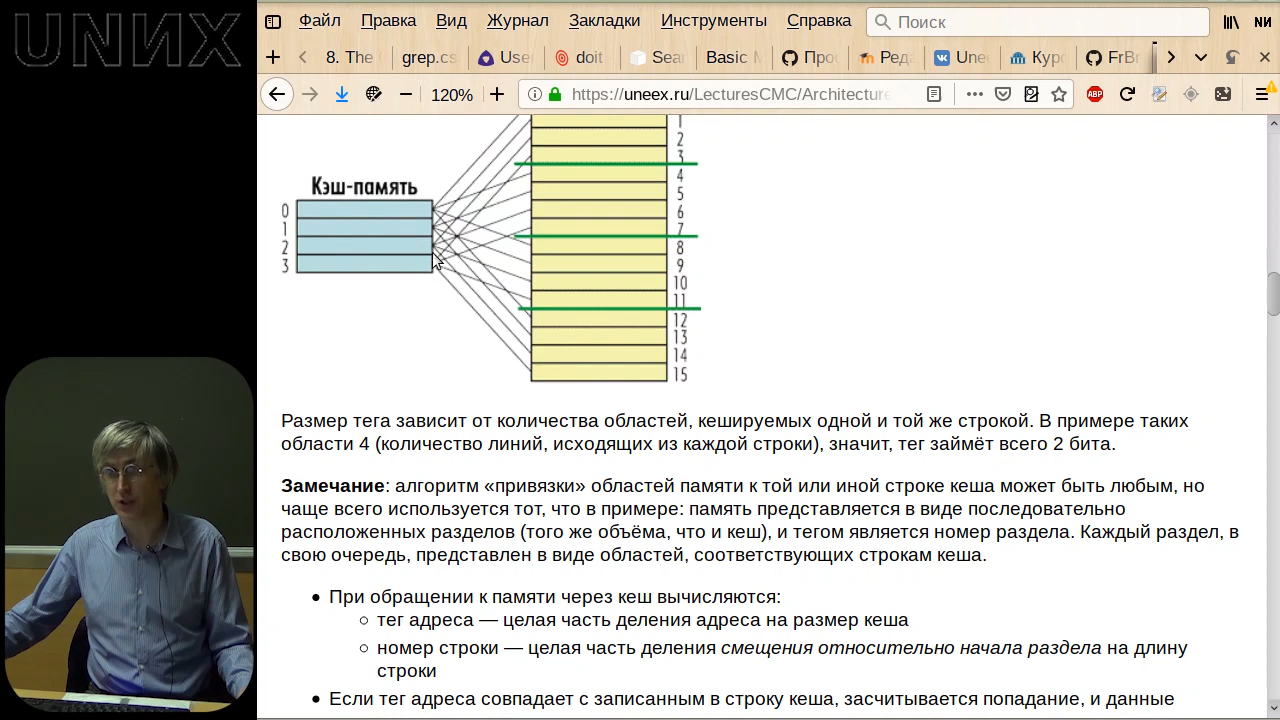 UNИX
Файл Правка Вид Журнал Закладки Инструменты Справка Поиск
8. The grep.cs User doit Sear Basic M Про Реда Unee Курс FrBr
120% https://uneex.ru/LecturesCMC/Architecture
ABP
1
2
3
4
5
6
7
8
9
10
11
12
13
14
15
Кэш-память
0
1
2
3
Размер тега зависит от количества областей, кешируемых одной и той же строкой. В примере таких
области 4 (количество линий, исходящих из каждой строки), значит, тег займёт всего 2 бита.
Замечание: алгоритм «привязки» областей памяти к той или иной строке кеша может быть любым, но
чаще всего используется тот, что в примере: память представляется в виде последовательно
расположенных разделов (того же объёма, что и кеш), и тегом является номер раздела. Каждый раздел, в
свою очередь, представлен в виде областей, соответствующих строкам кеша.
• При обращении к памяти через кеш вычисляются:
○ тег адреса — целая часть деления адреса на размер кеша
○ номер строки — целая часть деления смещения относительно начала раздела на длину
строки
• Если тег адреса совпадает с записанным в строку кеша, засчитывается попадание, и данные